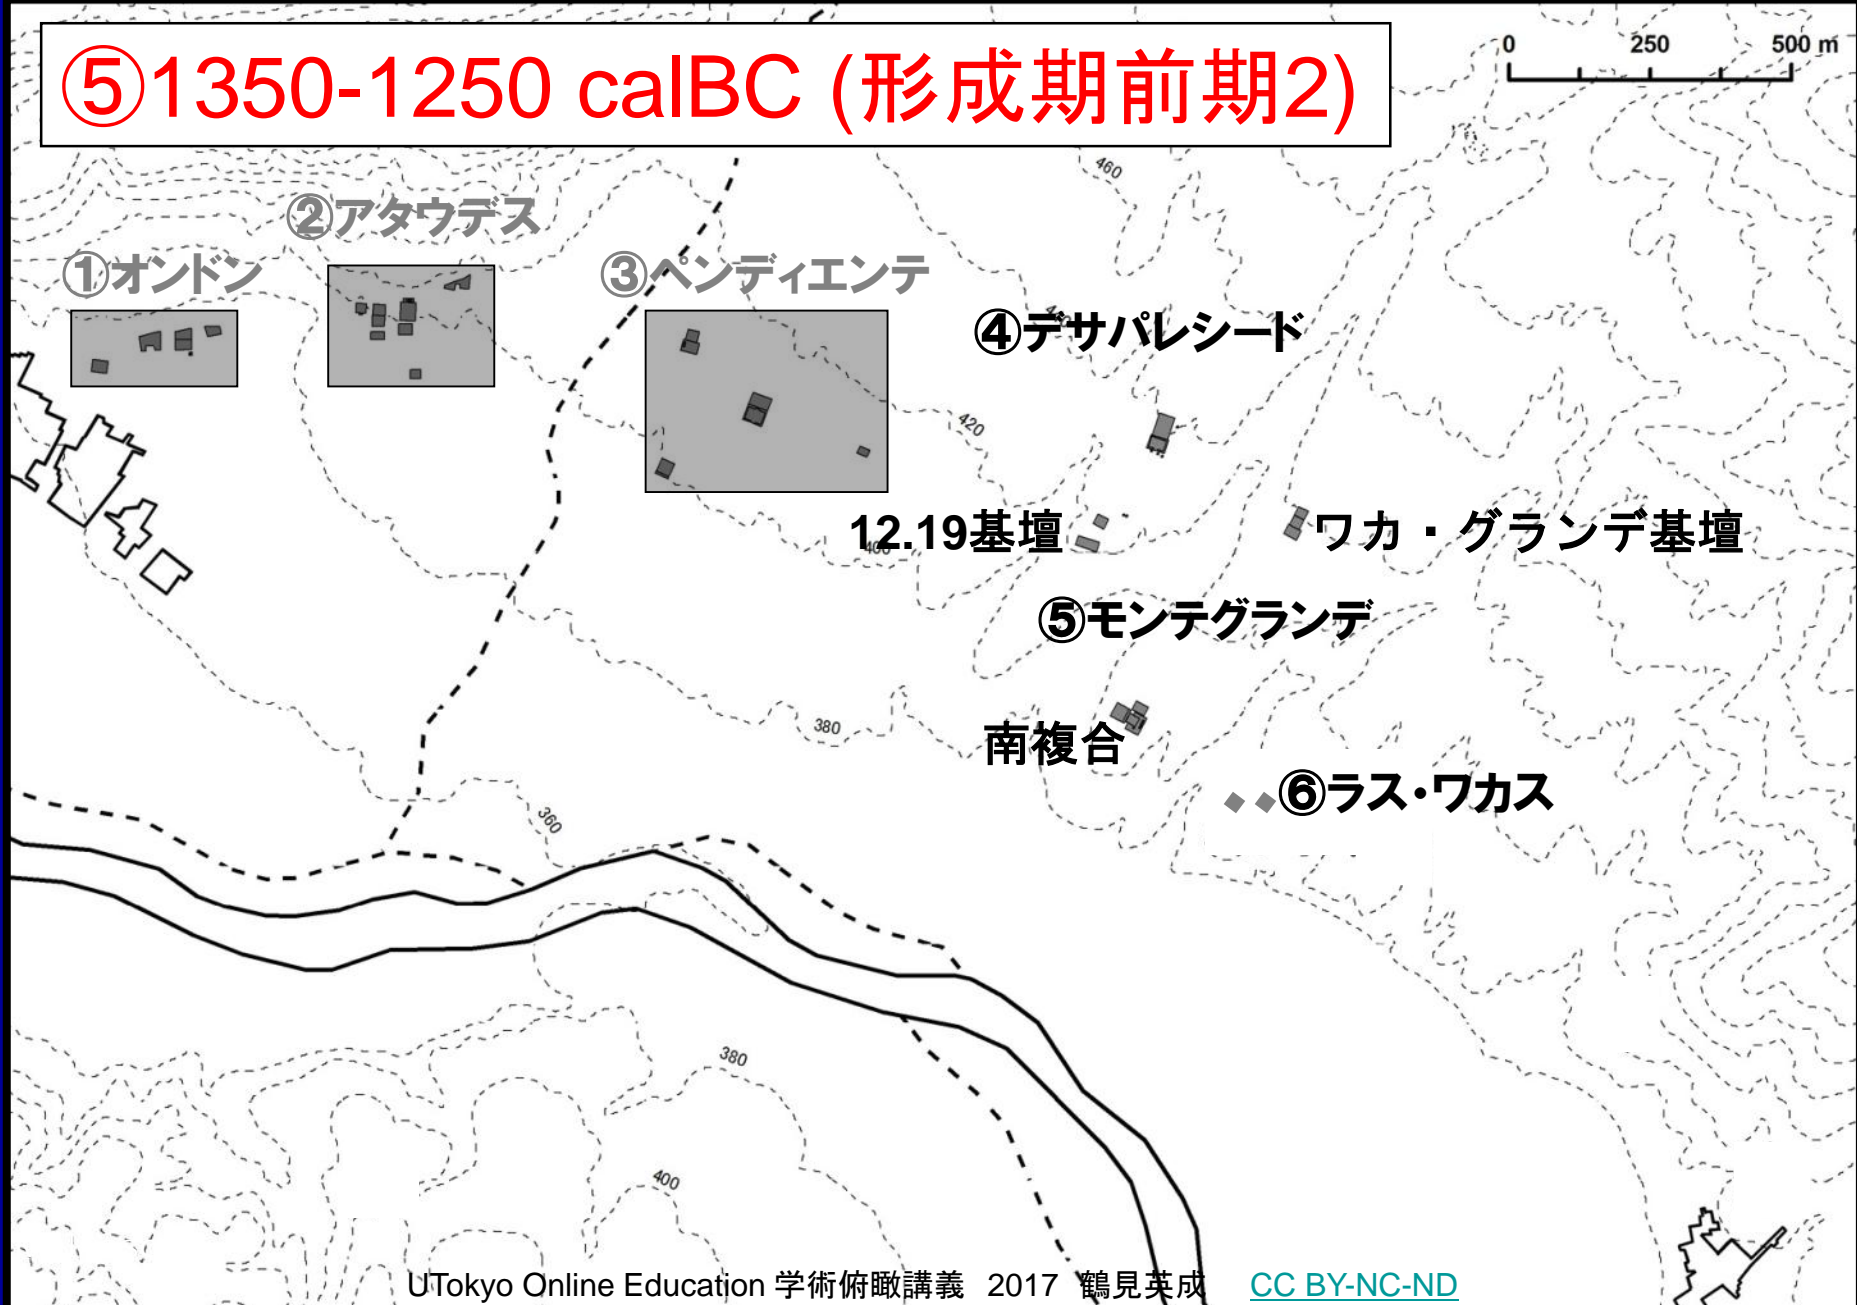 ⑤1350-1250 calBC (形成期前期2)
0 250 500 m
460
②アタウデス
①オンドン
③ペンディエンテ
④デサパレシード
420
12.19基壇
ワカ・グランデ基壇
400
⑤モンテグランデ
380
南複合
⑥ラス・ワカス
360
380
400
UTokyo Online Education 学術俯瞰講義 2017 鶴見英成 CC BY-NC-ND